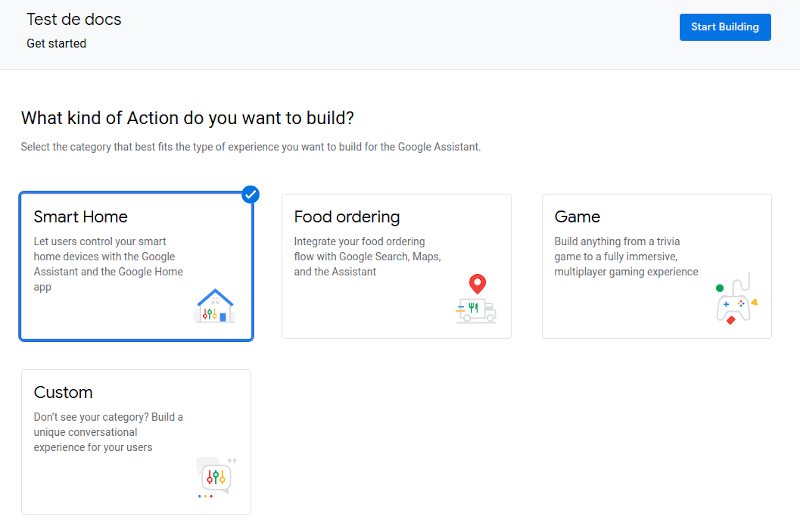 Test de docs
Start Building
Get started
What kind of Action do you want to build?
Select the category that best fits the type of experience you want to build for the Google Assistant.
Smart Home
Let users control your smart
home devices with the Google
Assistant and the Google Home
app
Food ordering
Integrate your food ordering
flow with Google Search, Maps,
and the Assistant
Game
Build anything from a trivia
game to a fully immersive,
multiplayer gaming experience
Custom
Don't see your category? Build a
unique conversational
experience for your users